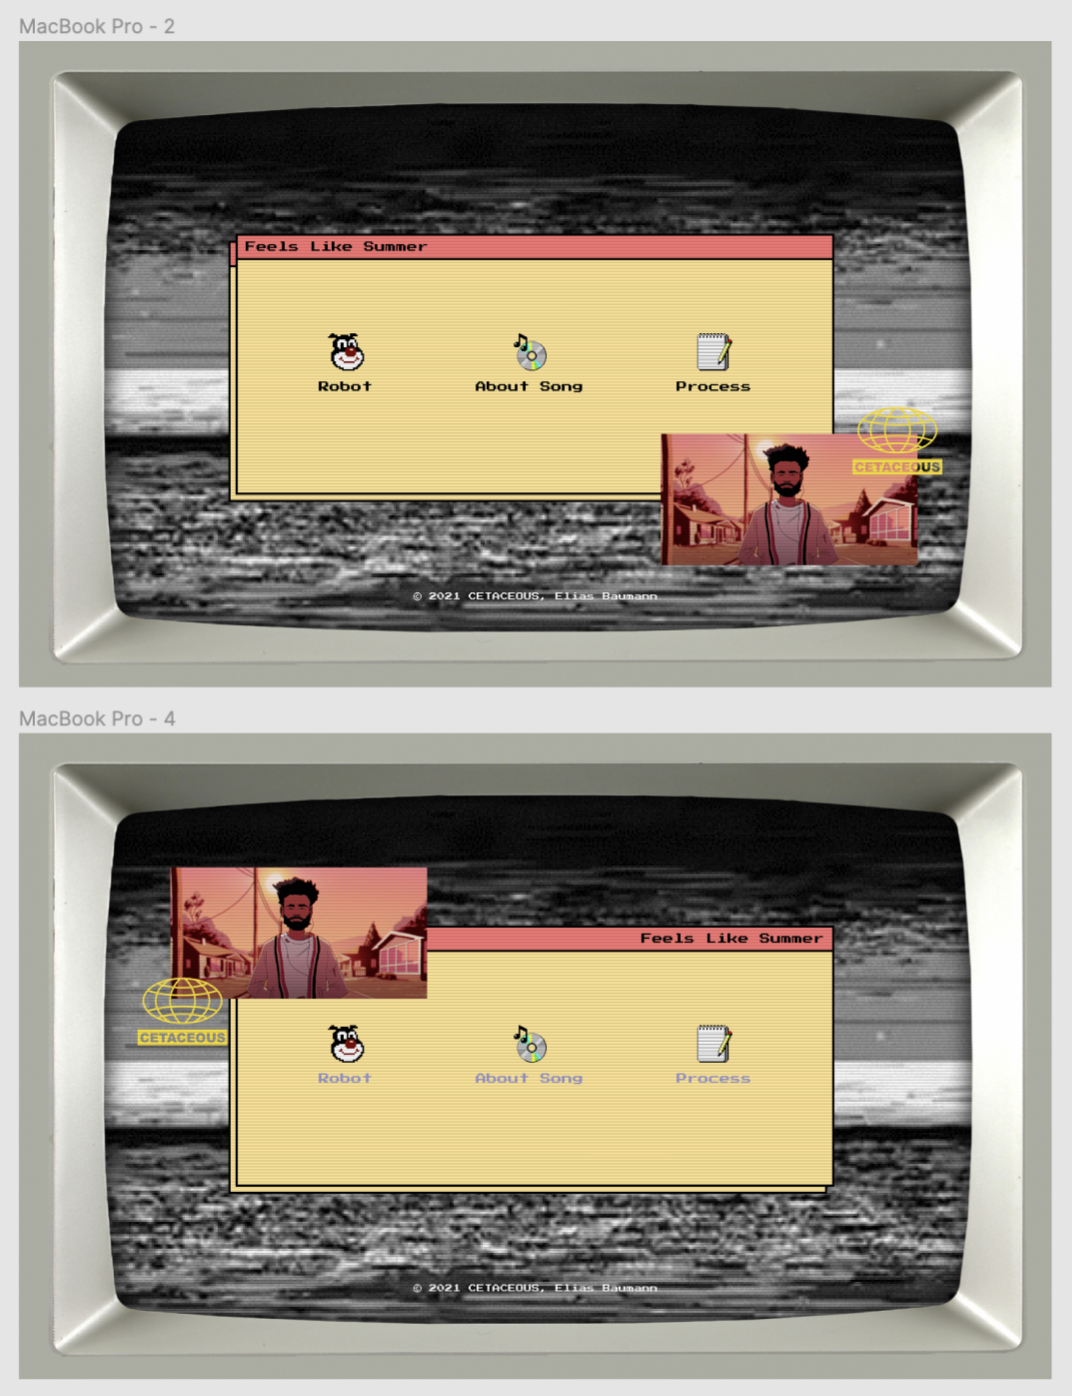 MacBook Pro - 2
Feels Like Summer
Robot
About Song
Process
CETACEOUS
© 2021 CETACEOUS, Elias Baumann
MacBook Pro - 4
Feels Like Summer
CETACEOUS
Robot
About Song
Process
© 2021 CETACEOUS, Elias Baumann